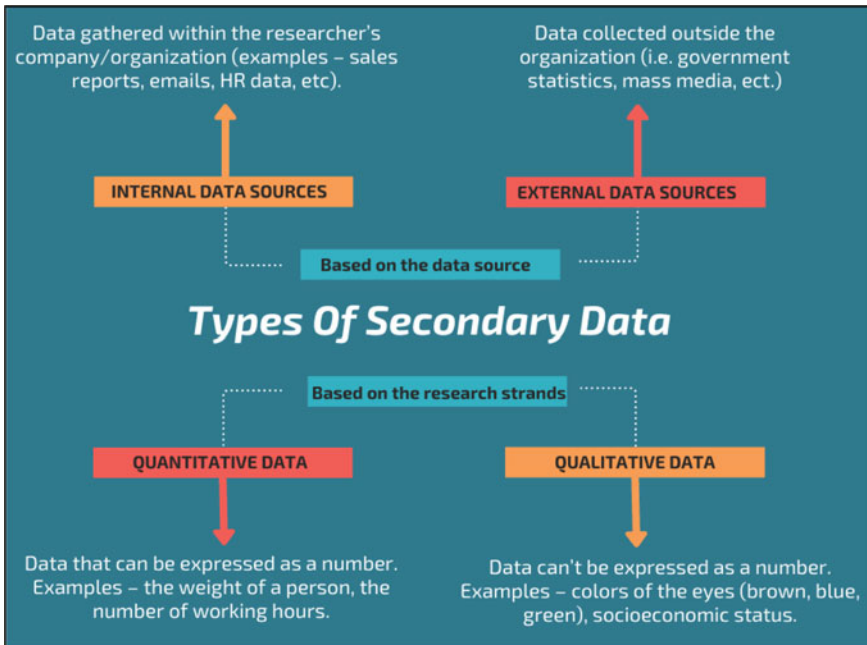 Data gathered within the researcher's
company/organization (examples – sales
reports, emails, HR data, etc).
Data collected outside the
organization (i.e. government
statistics, mass media, ect.)
INTERNAL DATA SOURCES
EXTERNAL DATA SOURCES
Based on the data source
Types Of Secondary Data
Based on the research strands
QUANTITATIVE DATA
QUALITATIVE DATA
Data that can be expressed as a number.
Examples – the weight of a person, the
number of working hours.
Data can't be expressed as a number.
Examples – colors of the eyes (brown, blue,
green), socioeconomic status.